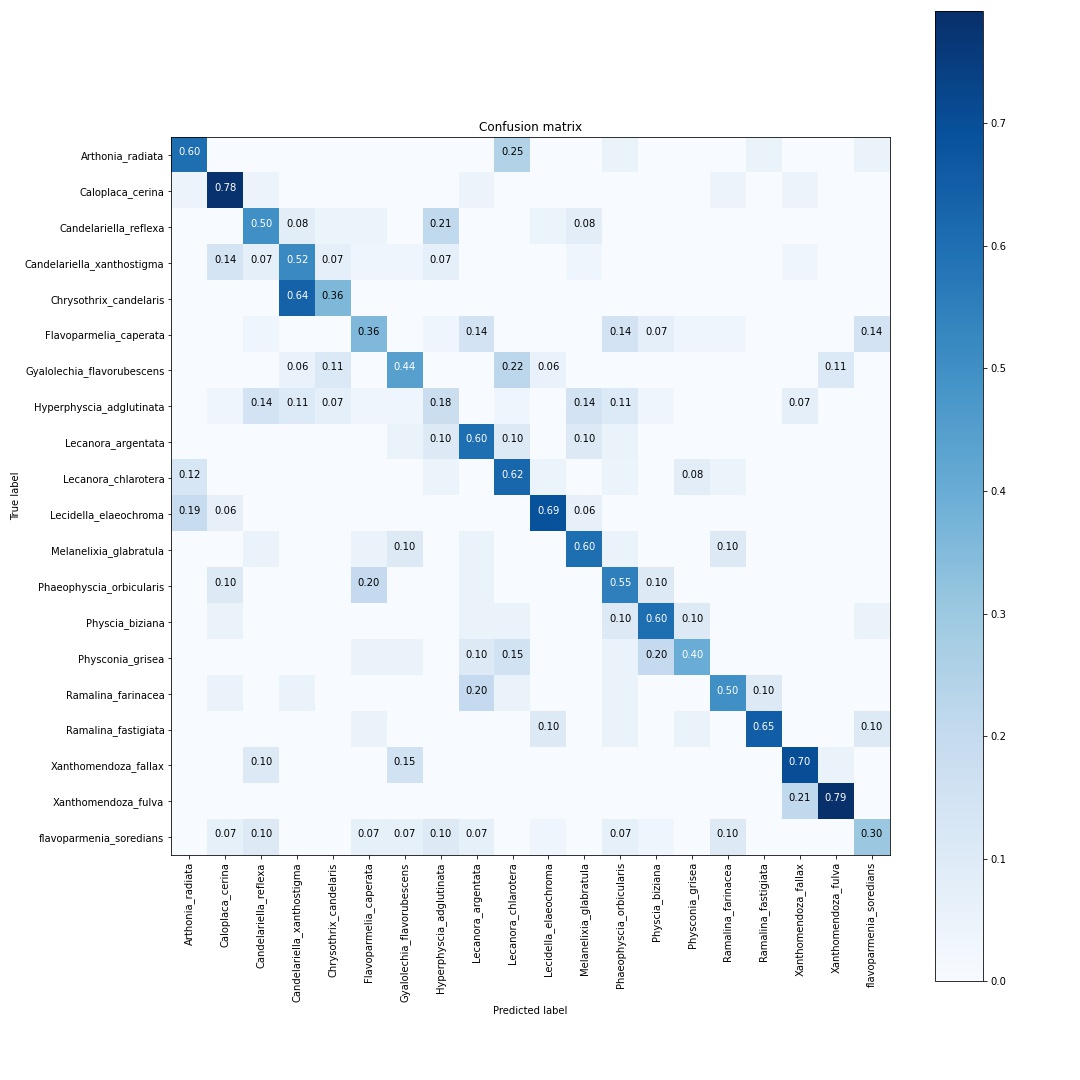 Confusion matrix
Arthonia_radiata 0.60 0.25
Caloplaca_cerina 0.78
Candelariella_reflexa 0.50 0.08 0.21 0.08
Candelariella_xanthostigma 0.14 0.07 0.52 0.07 0.07
Chrysothrix_candelaris 0.64 0.36
Flavoparmelia_caperata 0.36 0.14 0.14 0.07 0.14
Gyalolechia_flavorubescens 0.06 0.11 0.44 0.22 0.06 0.11
Hyperphyscia_adglutinata 0.14 0.11 0.07 0.18 0.14 0.11 0.07
Lecanora_argentata 0.10 0.60 0.10 0.10
Lecanora_chlarotera 0.12 0.62 0.08
Lecidella_elaeochroma 0.19 0.06 0.69 0.06
Melanelixia_glabratula 0.10 0.60 0.10
Phaeophyscia_orbicularis 0.10 0.20 0.55 0.10
Physcia_biziana 0.10 0.60 0.10
Physconia_grisea 0.10 0.15 0.20 0.40
Ramalina_farinacea 0.20 0.50 0.10
Ramalina_fastigiata 0.10 0.65 0.10
Xanthomendoza_fallax 0.10 0.15 0.70
Xanthomendoza_fulva 0.21 0.79
flavoparmenia_soredians 0.07 0.10 0.07 0.07 0.10 0.07 0.07 0.10 0.30
True label
Arthonia_radiata
Caloplaca_cerina
Candelariella_reflexa
Candelariella_xanthostigma
Chrysothrix_candelaris
Flavoparmelia_caperata
Gyalolechia_flavorubescens
Hyperphyscia_adglutinata
Lecanora_argentata
Lecanora_chlarotera
Lecidella_elaeochroma
Melanelixia_glabratula
Phaeophyscia_orbicularis
Physcia_biziana
Physconia_grisea
Ramalina_farinacea
Ramalina_fastigiata
Xanthomendoza_fallax
Xanthomendoza_fulva
flavoparmenia_soredians
Predicted label
0.7
0.6
0.5
0.4
0.3
0.2
0.1
0.0